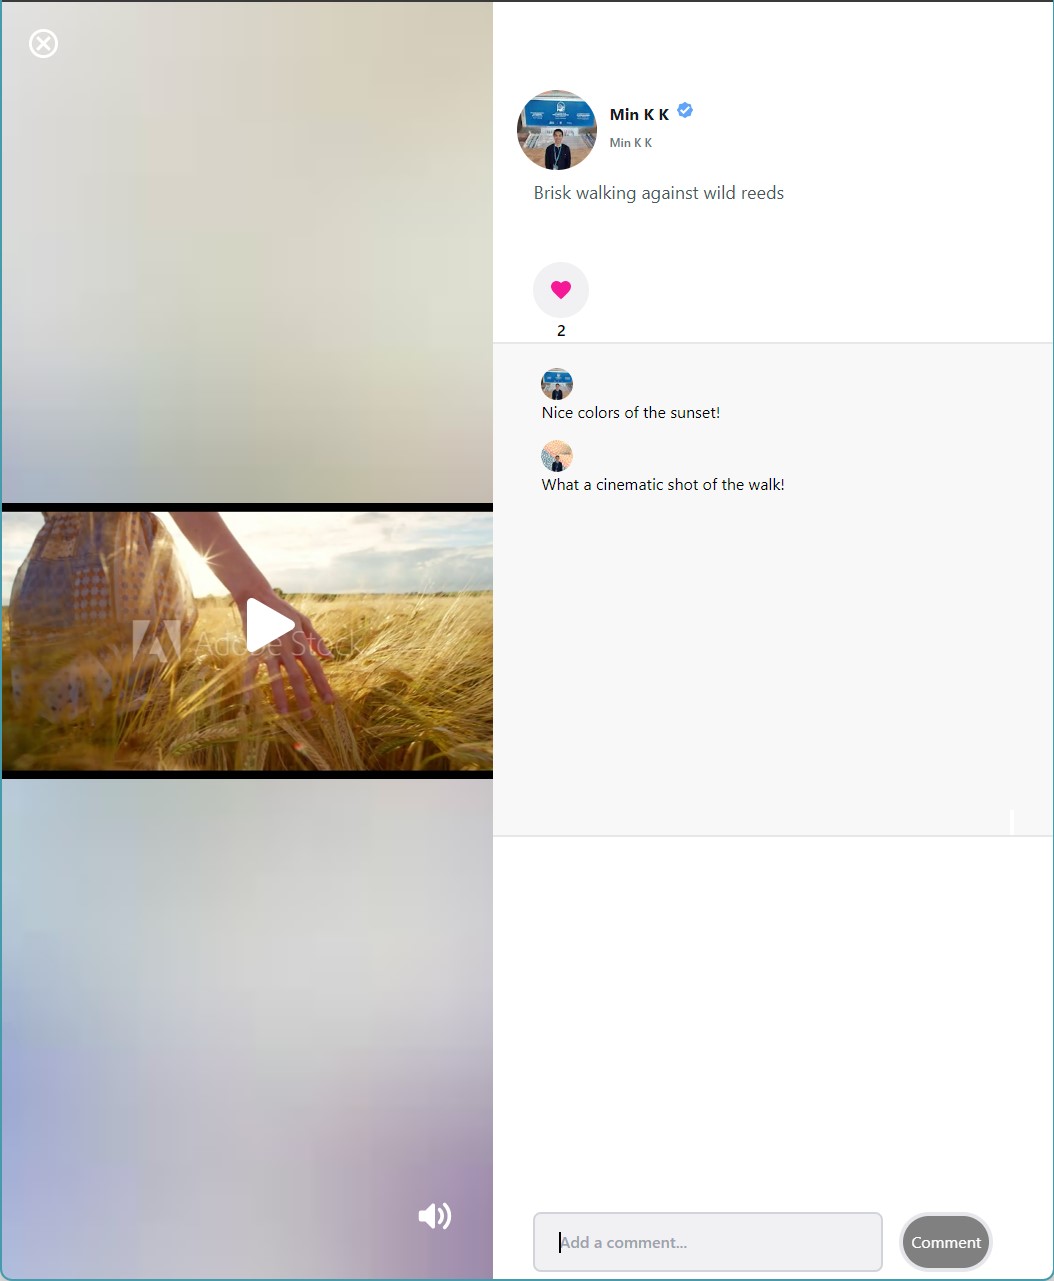 Min K K
Min K K
Brisk walking against wild reeds
2
Nice colors of the sunset!
What a cinematic shot of the walk!
Adobe Stock
Add a comment...
Comment